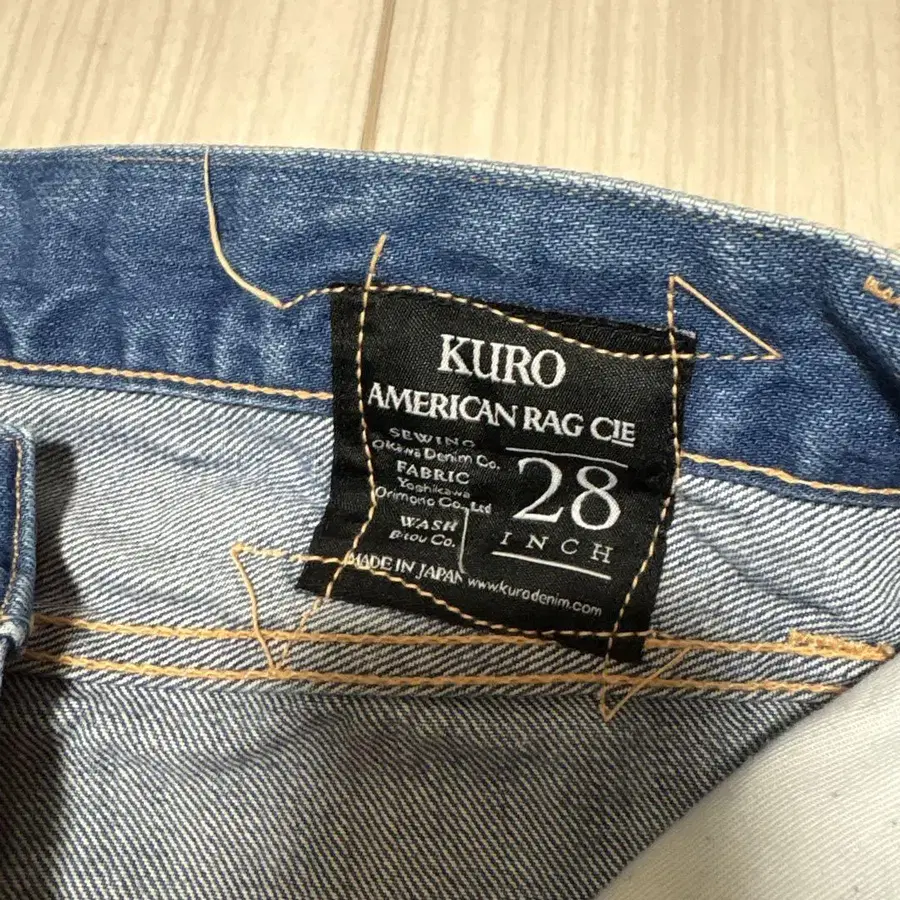 KURO
AMERICAN RAG CIE
SEWING
Okawa Denim Co.
FABRIC
Yoshikawa
Orimono Co., Ltd
WASH
Bitou Co.
28
INCH
MADE IN JAPAN www.kurodenim.com